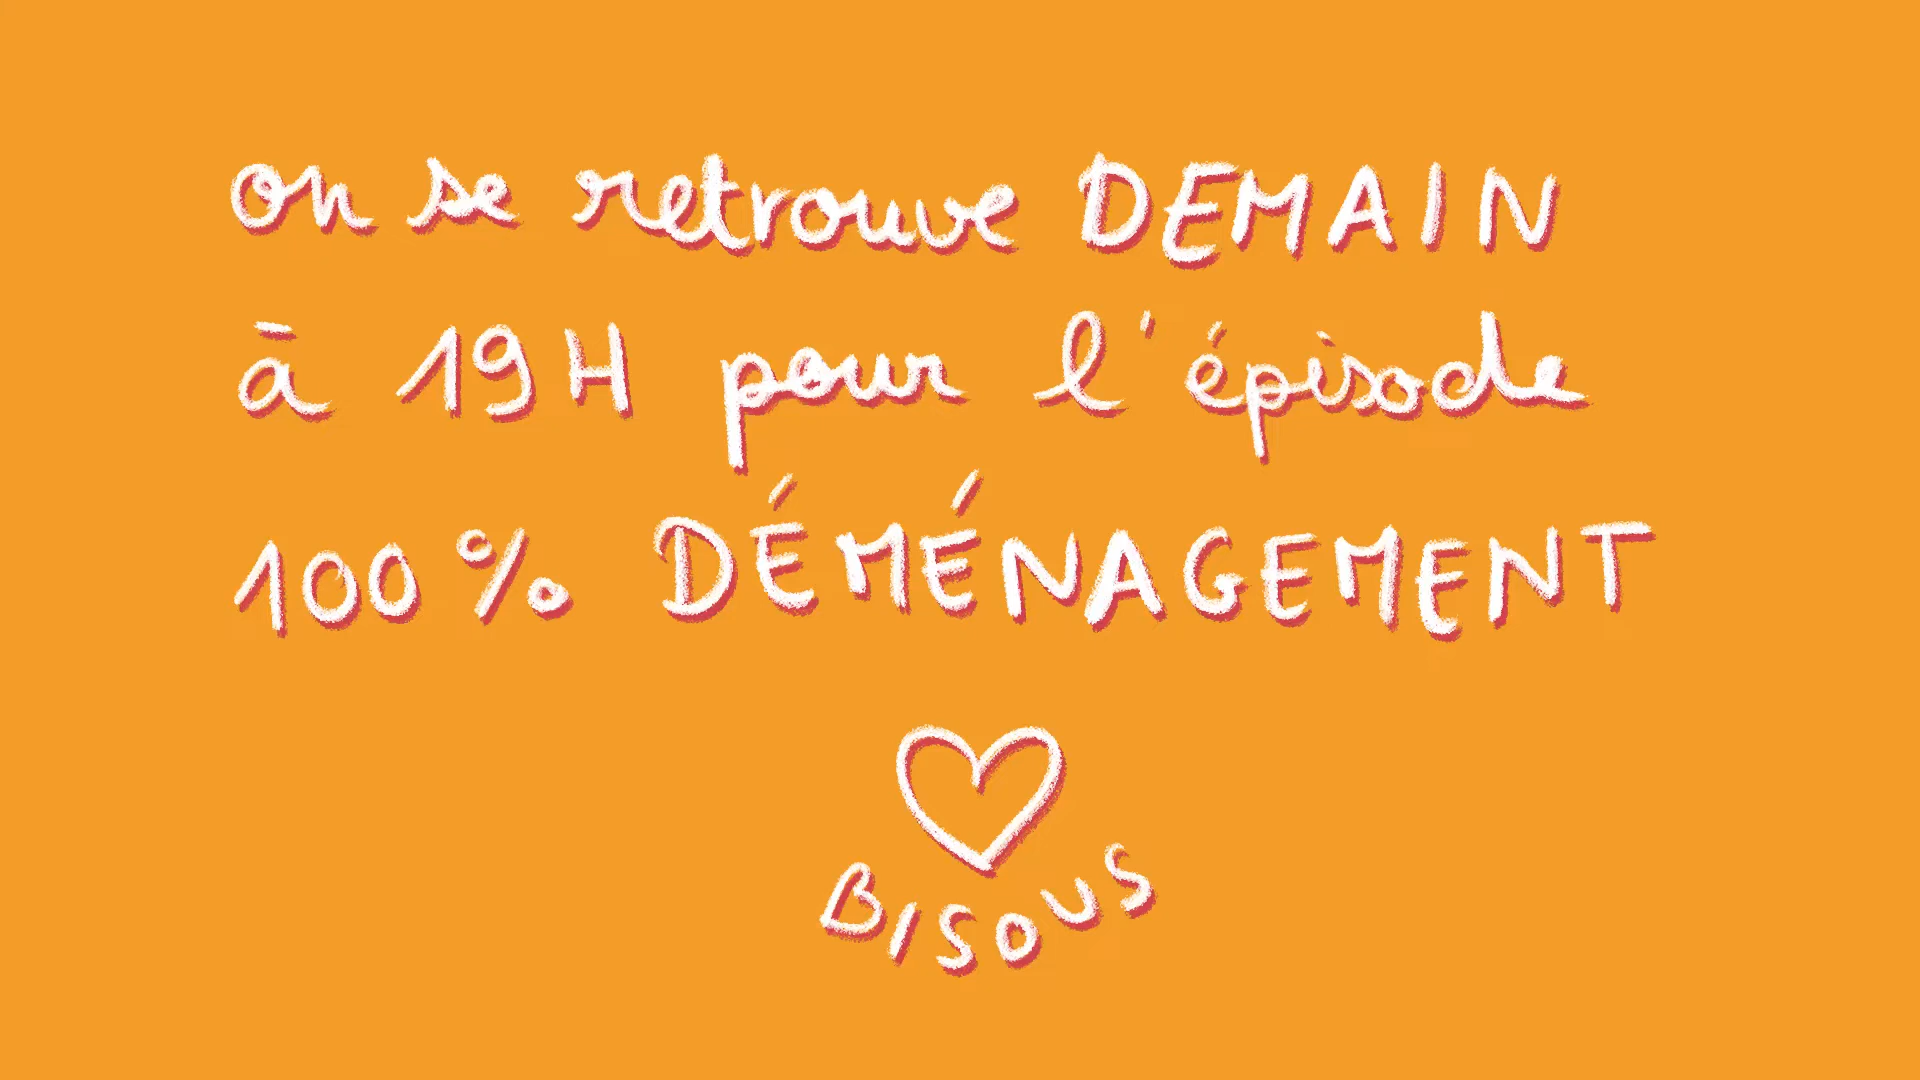 on se retrouve DEMAIN
à 19H pour l'épisode
100% DÉMÉNAGEMENT
BISOUS